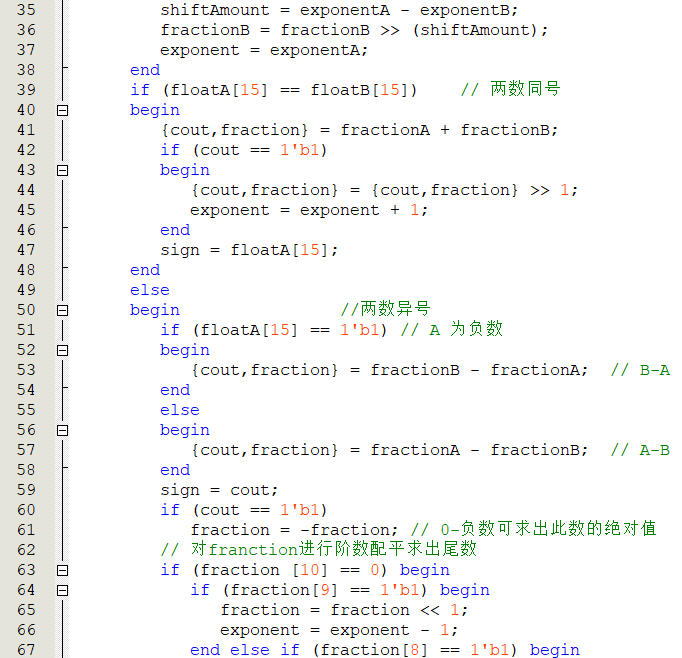 35 shiftAmount = exponentA - exponentB;
36 fractionB = fractionB >> (shiftAmount);
37 exponent = exponentA;
38 end
39 if (floatA[15] == floatB[15]) // 两数同号
40 begin
41 {cout,fraction} = fractionA + fractionB;
42 if (cout == 1'b1)
43 begin
44 {cout,fraction} = {cout,fraction} >> 1;
45 exponent = exponent + 1;
46 end
47 sign = floatA[15];
48 end
49 else
50 begin //两数异号
51 if (floatA[15] == 1'b1) // A 为负数
52 begin
53 {cout,fraction} = fractionB - fractionA; // B-A
54 end
55 else
56 begin
57 {cout,fraction} = fractionA - fractionB; // A-B
58 end
59 sign = cout;
60 if (cout == 1'b1)
61 fraction = -fraction; // 0-负数可求出此数的绝对值
62 // 对franction进行阶数配平求出尾数
63 if (fraction [10] == 0) begin
64 if (fraction[9] == 1'b1) begin
65 fraction = fraction << 1;
66 exponent = exponent - 1;
67 end else if (fraction[8] == 1'b1) begin